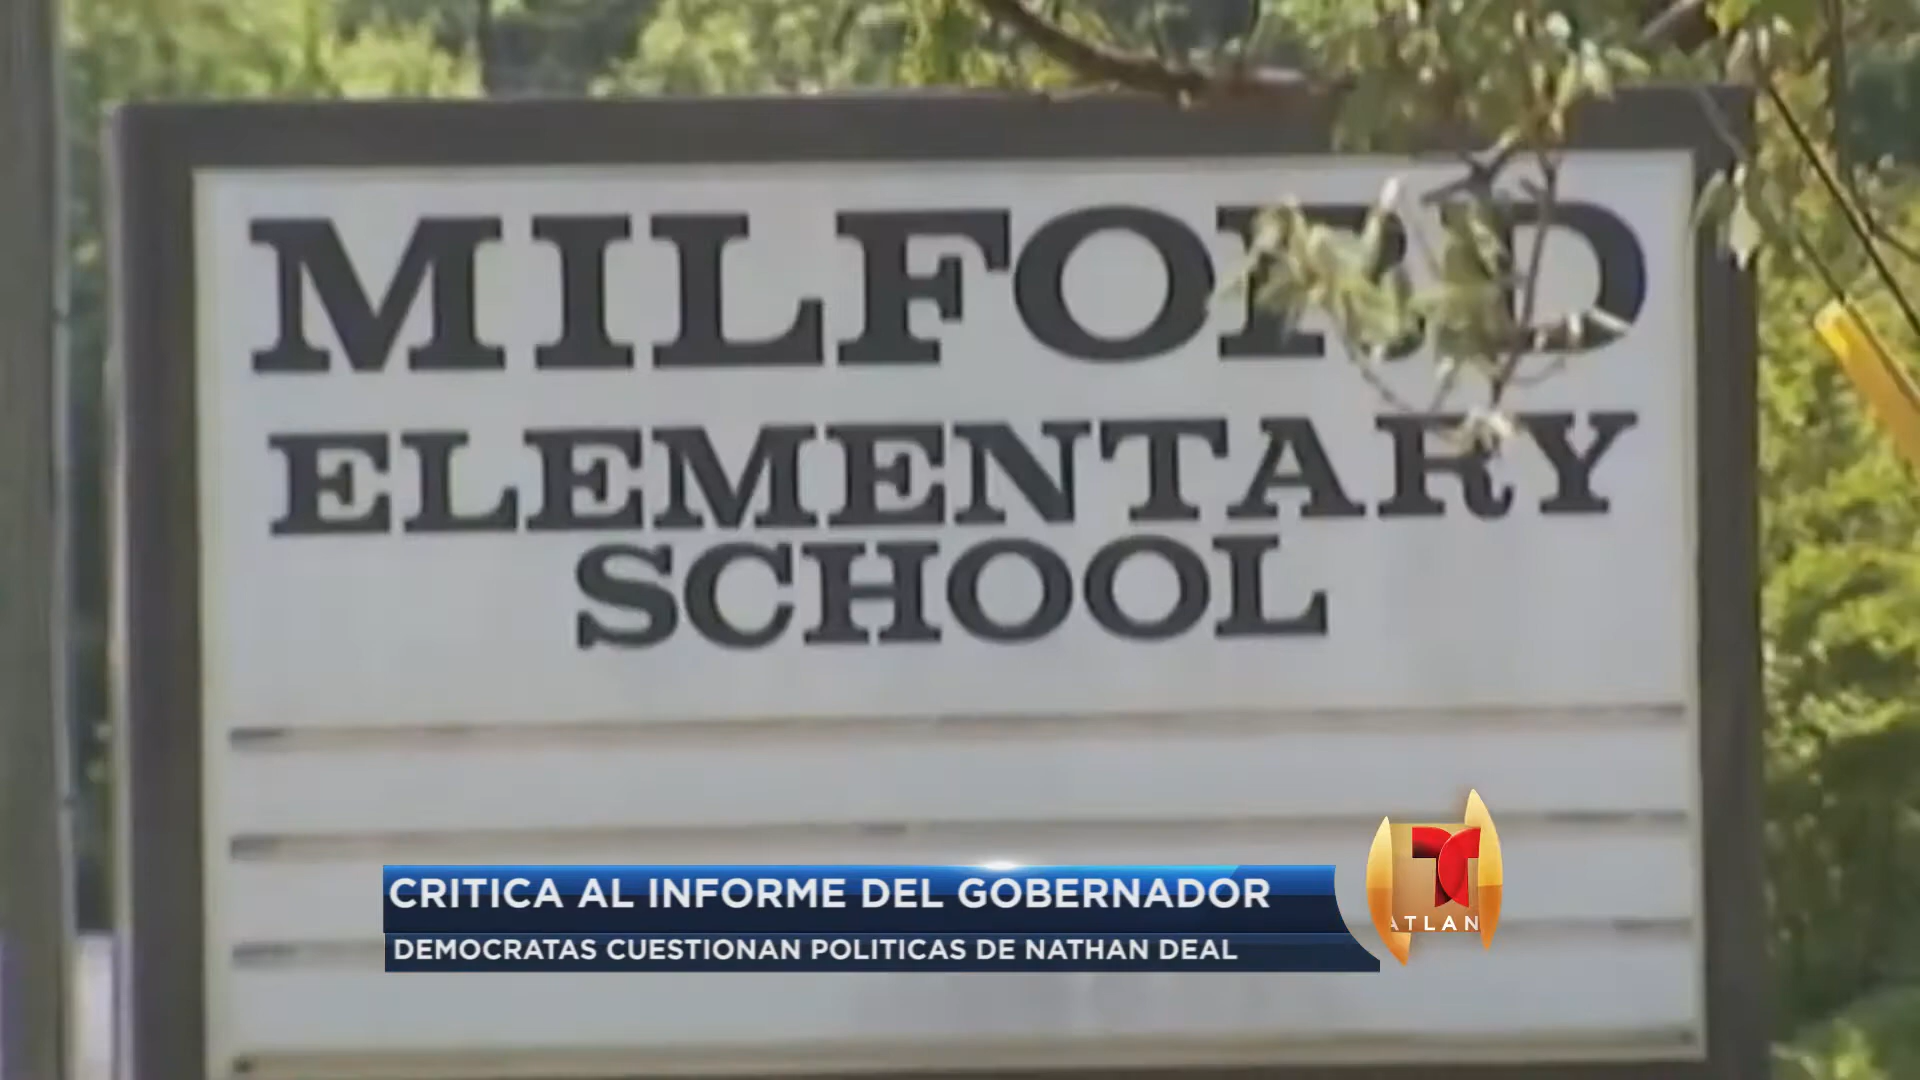 MILFORD
ELEMENTARY
SCHOOL
CRITICA AL INFORME DEL GOBERNADOR
DEMOCRATAS CUESTIONAN POLITICAS DE NATHAN DEAL
ATLAN